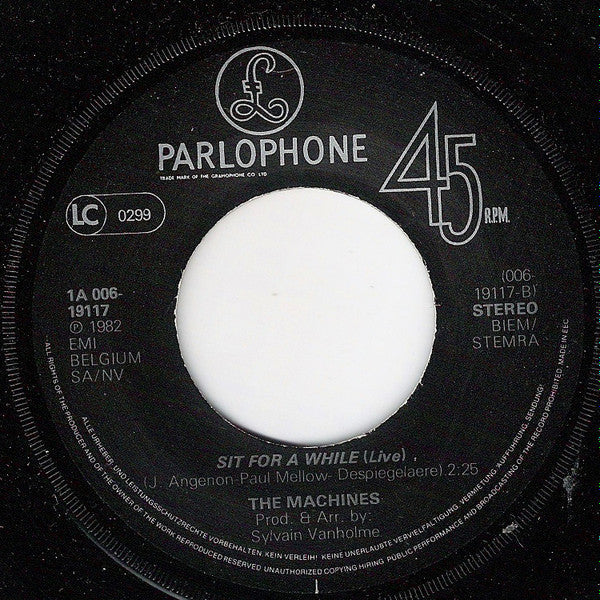 £
PARLOPHONE
TRADE MARK OF THE GRAMOPHONE CO LTD
45 R.P.M.
LC 0299
1A 006-
19117
℗ 1982
EMI
BELGIUM
SA/NV
(006-
19117-B)
STEREO
BIEM/
STEMRA
SIT FOR A WHILE (Live)
(J. Angenon-Paul Mellow- Despiegelaere) 2:25
THE MACHINES
Prod. & Arr. by:
Sylvain Vanholme
ALL RIGHTS OF THE PRODUCER AND OF THE OWNER OF THE WORK REPRODUCED RESERVED. UNAUTHORIZED COPYING HIRING PUBLIC PERFORMANCE AND BROADCASTING OF THE RECORD PROHIBITED. MADE IN EEC
ALLE URHEBER- UND LEISTUNGSSCHUTZRECHTE VORBEHALTEN. KEIN VERLEIH! KEINE UNERLAUBTE VERVIELFÄLTIGUNG, VERMIETUNG, AUFFÜHRUNG, SENDUNG!